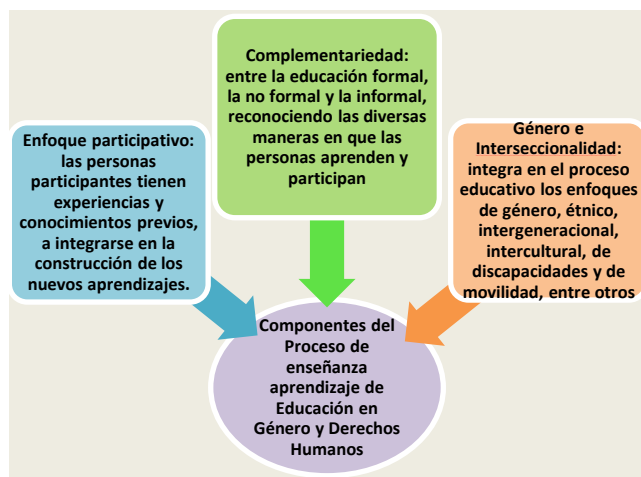 Enfoque participativo:
las personas
participantes tienen
experiencias y
conocimientos previos,
a integrarse en la
construcción de los
nuevos aprendizajes.
Complementariedad:
entre la educación formal,
la no formal y la informal,
reconociendo las diversas
maneras en que las
personas aprenden y
participan
Género e
Interseccionalidad:
integra en el proceso
educativo los enfoques
de género, étnico,
intergeneracional,
intercultural, de
discapacidades y de
movilidad, entre otros
Componentes del
Proceso de
enseñanza
aprendizaje de
Educación en
Género y Derechos
Humanos